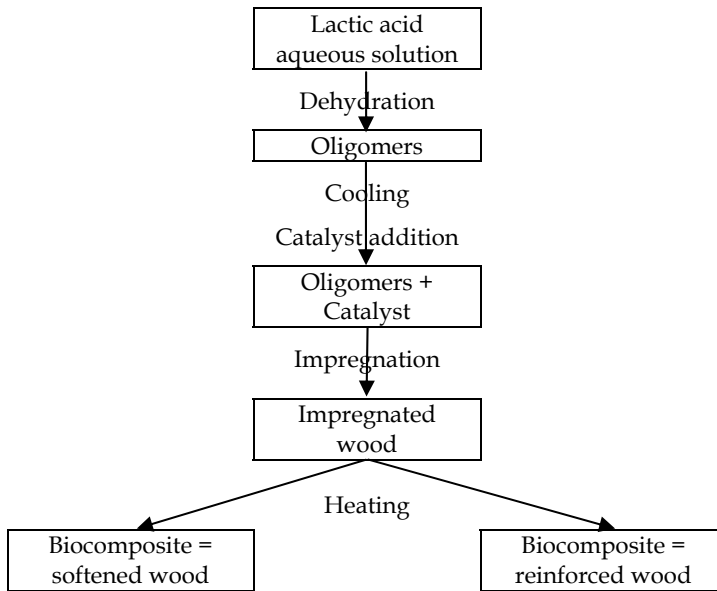 Lactic acid
aqueous solution
Dehydration
Oligomers
Cooling
Catalyst addition
Oligomers +
Catalyst
Impregnation
Impregnated
wood
Heating
Biocomposite =
softened wood
Biocomposite =
reinforced wood